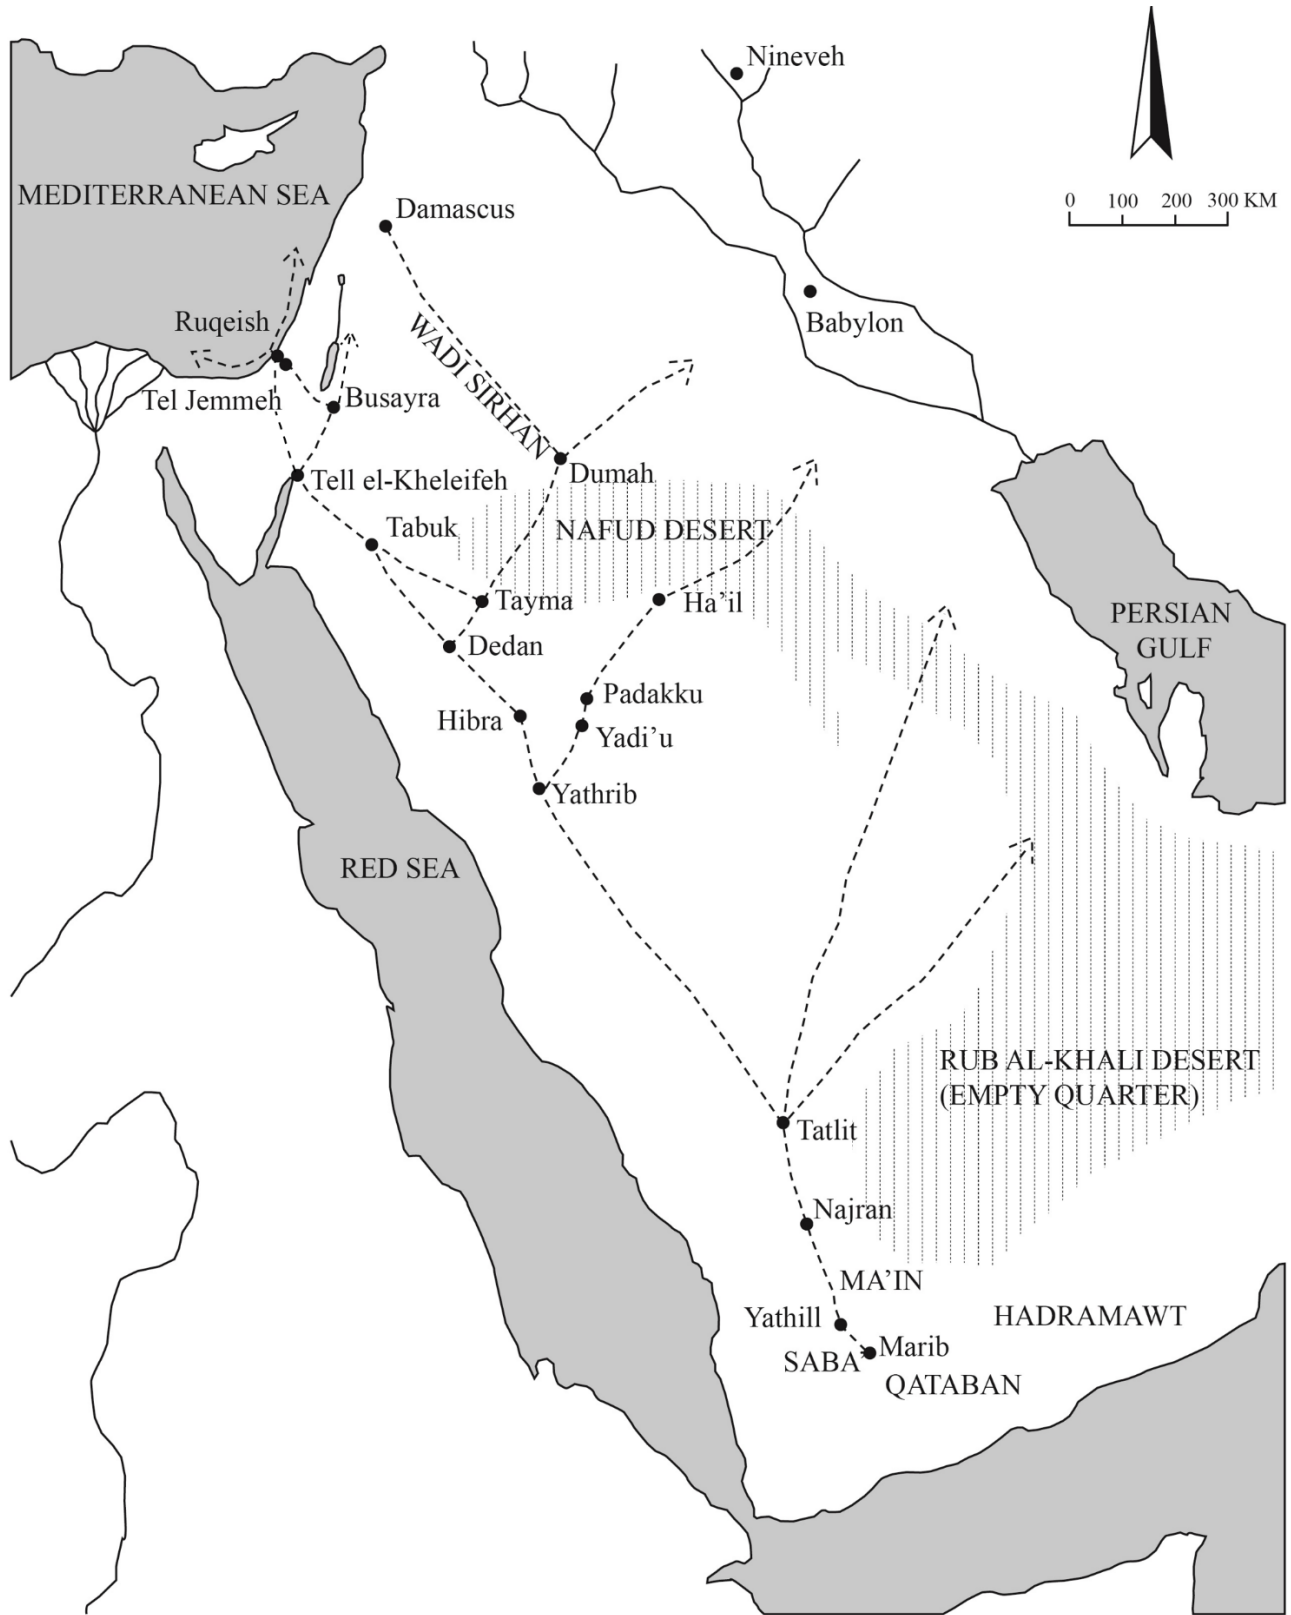 Nineveh
MEDITERRANEAN SEA
0 100 200 300 KM
Damascus
Ruqeish
WADI SIRHAN
Babylon
Tel Jemmeh
Busayra
Tell el-Kheleifeh
Dumah
Tabuk
NAFUD DESERT
Tayma
Ha’il
PERSIAN
GULF
Dedan
Padakku
Hibra
Yadi’u
Yathrib
RED SEA
RUB AL-KHALI DESERT
(EMPTY QUARTER)
Tatlit
Najran
MA’IN
Yathill
HADRAMAWT
Marib
SABA
QATABAN